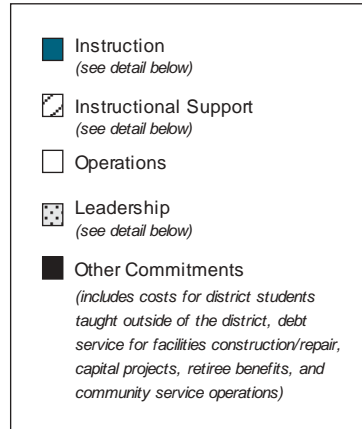 Instruction
(see detail below)
Instructional Support
(see detail below)
Operations
Leadership
(see detail below)
Other Commitments
(includes costs for district students
taught outside of the district, debt
service for facilities construction/repair,
capital projects, retiree benefits, and
community service operations)